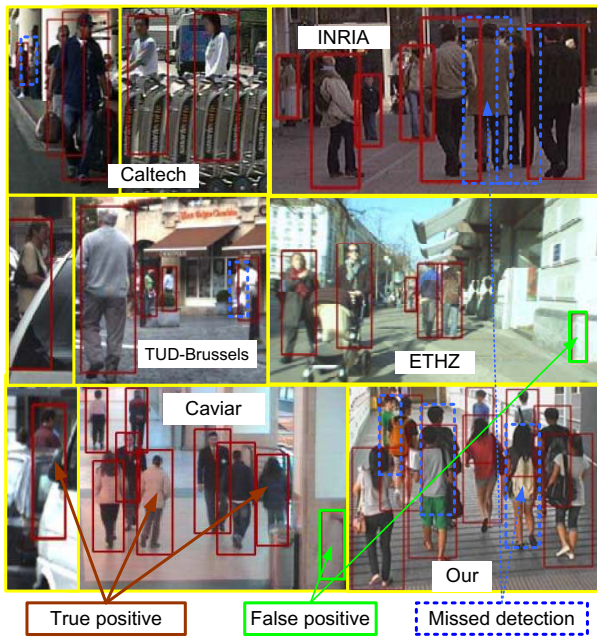 INRIA
Caltech
TUD-Brussels
ETHZ
Caviar
Our
True positive
False positive
Missed detection